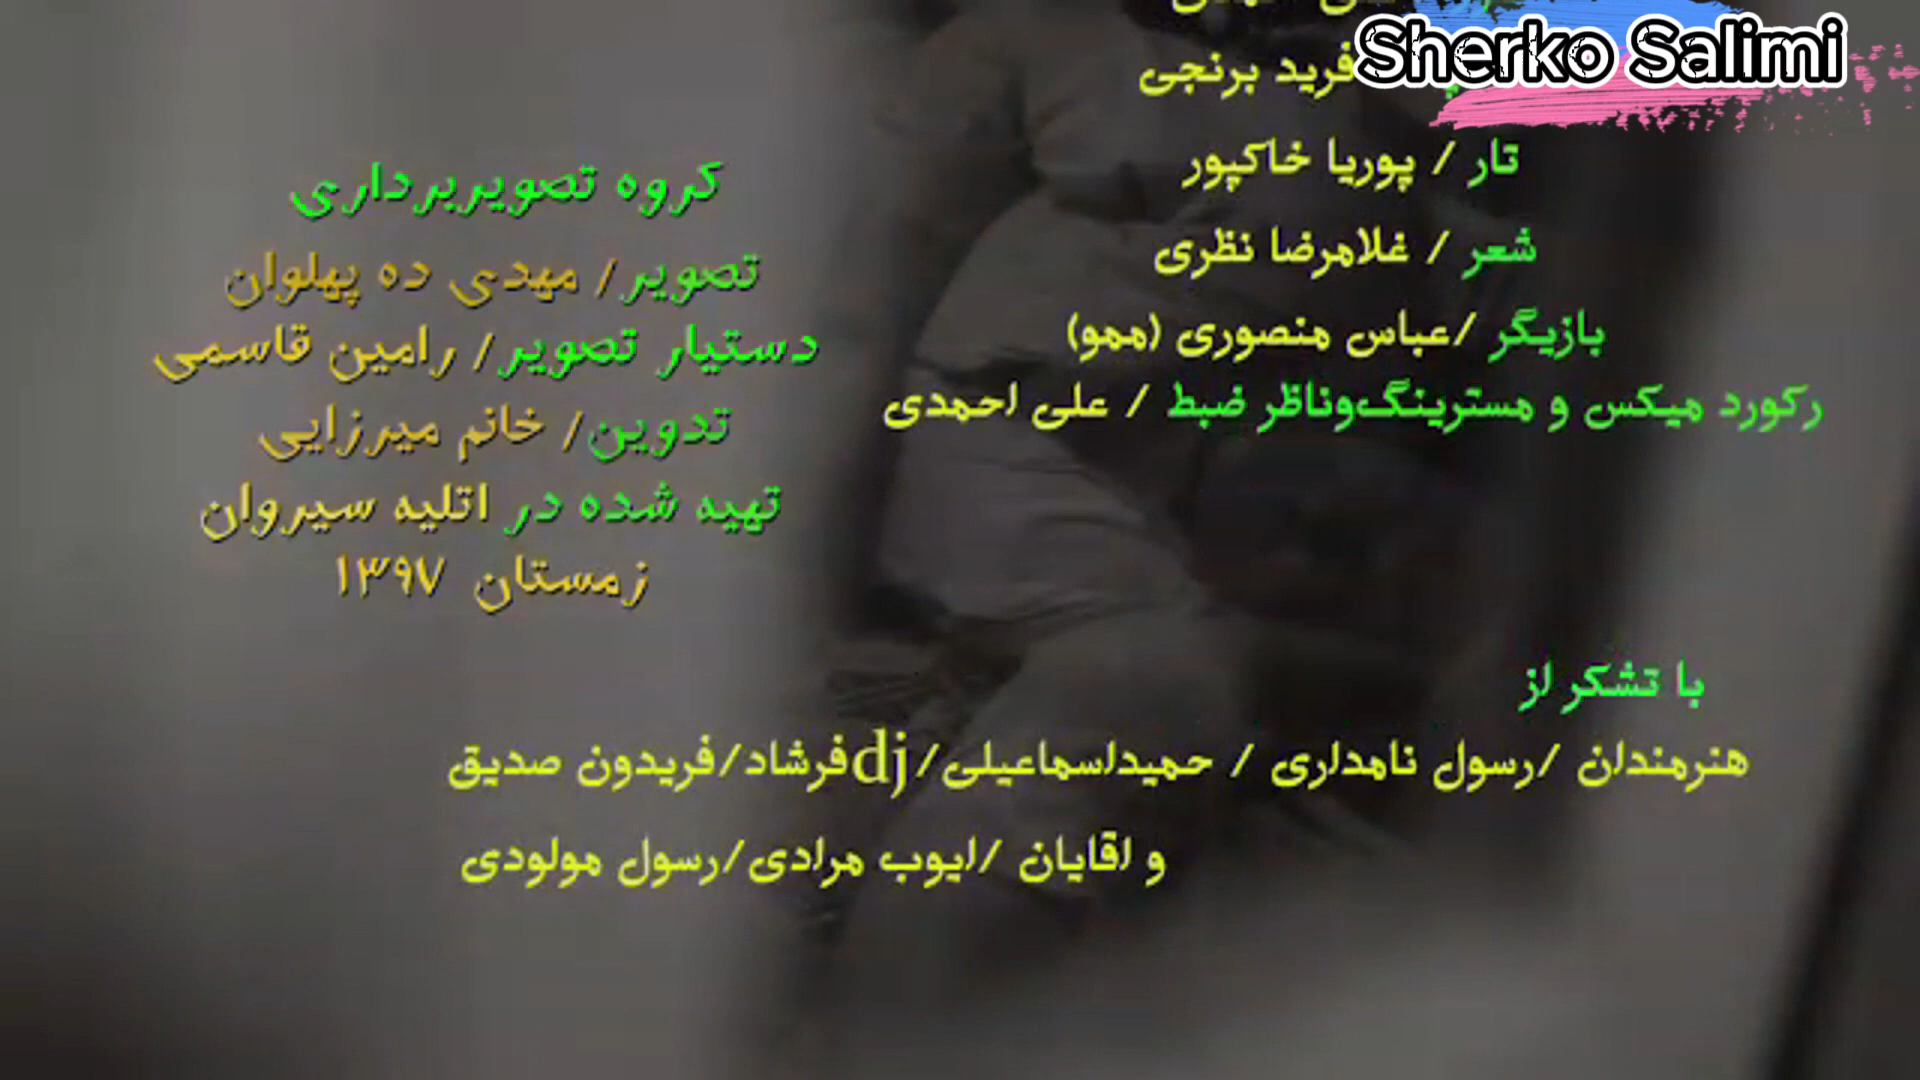 Sherko Salimi
فرید برنجی
تار / پوریا خاکپور
شعر / غلامرضا نظری
بازیگر /عباس منصوری (ممو)
رکورد میکس و مسترینگ‌وناظر ضبط / علی احمدی
گروه تصویربرداری
تصویر/ مهدی ده پهلوان
دستیار تصویر/ رامین قاسمی
تدوین/ خانم میرزایی
تهیه شده در اتلیه سیروان
زمستان ۱۳۹۷
با تشکر از
هنرمندان /رسول نامداری / حمیداسماعیلی/djفرشاد/فریدون صدیق
و اقایان /ایوب مرادی/رسول مولودی